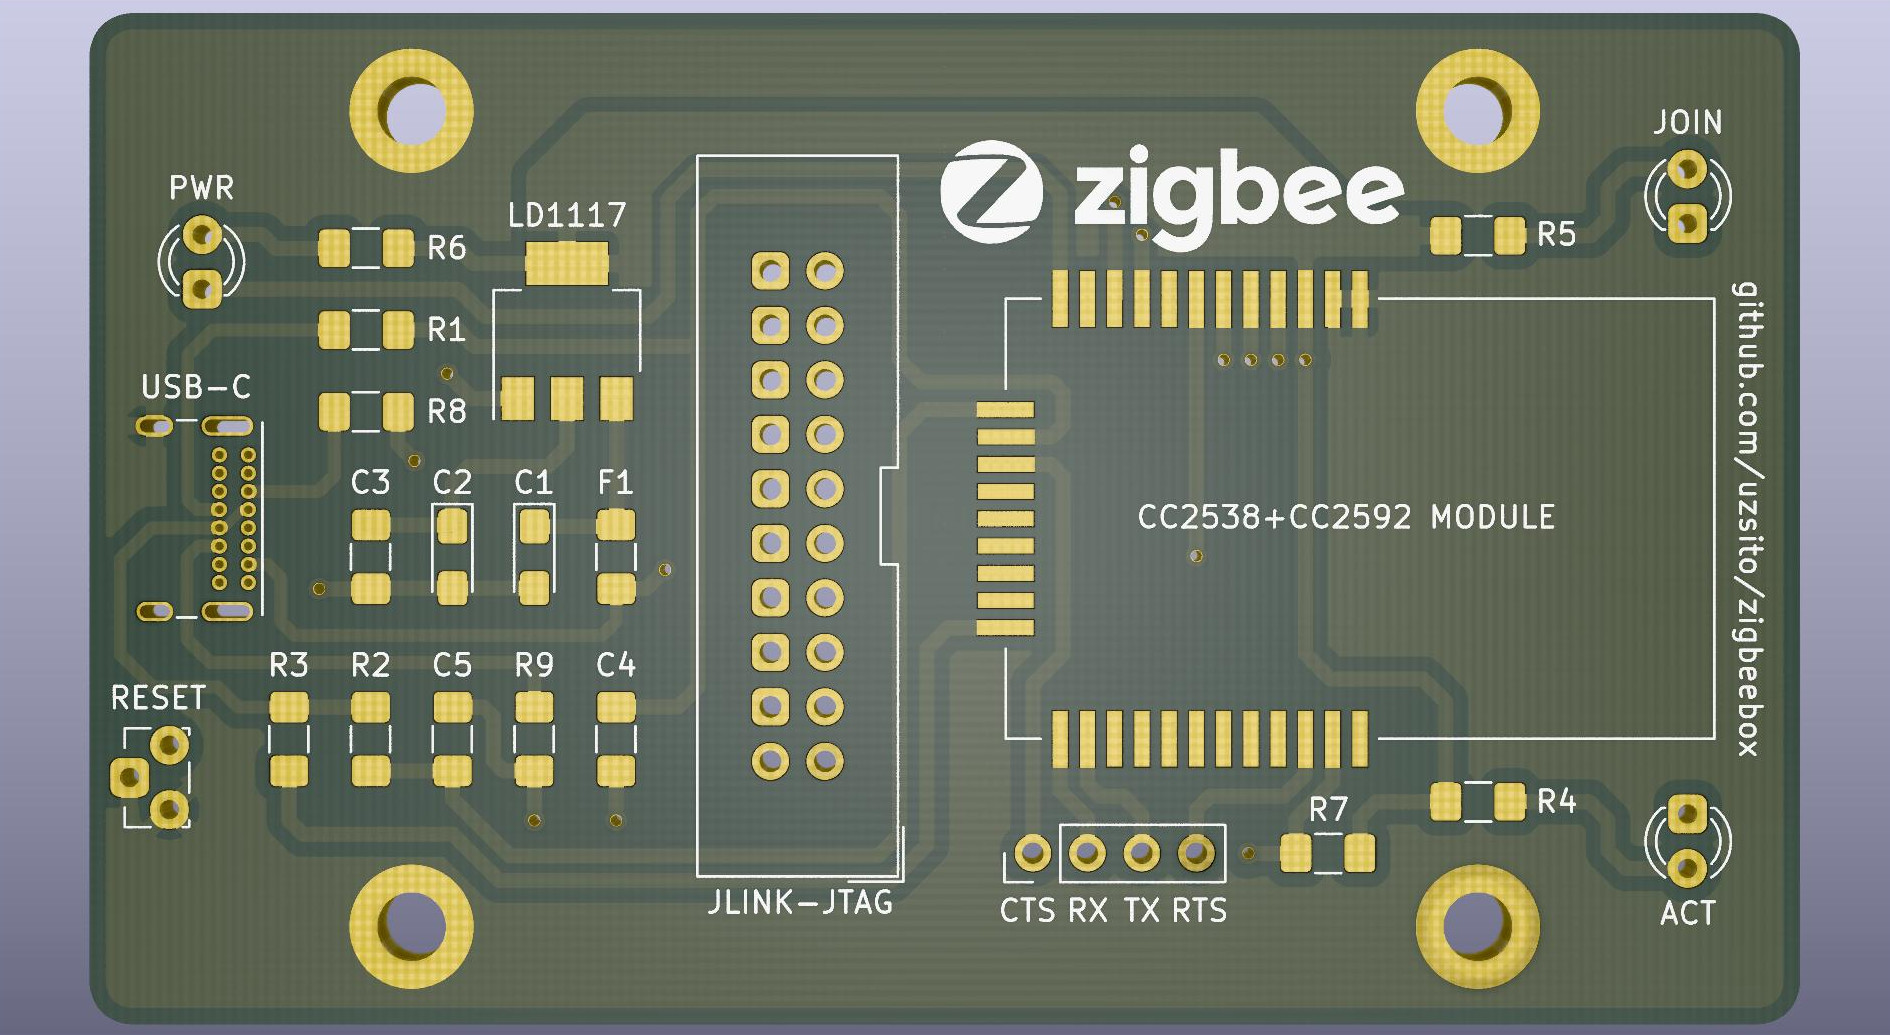 JOIN
PWR
zigbee
LD1117
R6
R5
R1
USB-C
R8
C3 C2 C1 F1
CC2538+CC2592 MODULE
github.com/uzsito/zigbeebox
R3 R2 C5 R9 C4
RESET
R7
R4
JLINK-JTAG
CTS RX TX RTS
ACT